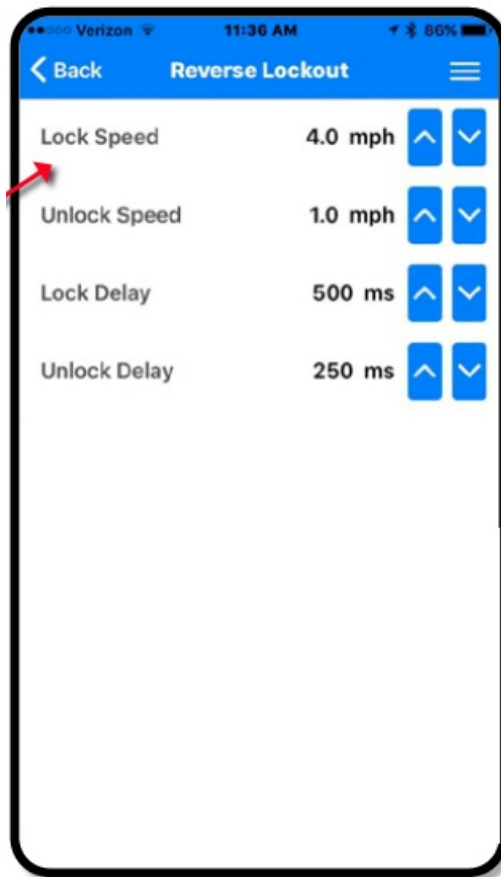 Verizon 11:36 AM 86%
Back Reverse Lockout
Lock Speed 4.0 mph
Unlock Speed 1.0 mph
Lock Delay 500 ms
Unlock Delay 250 ms